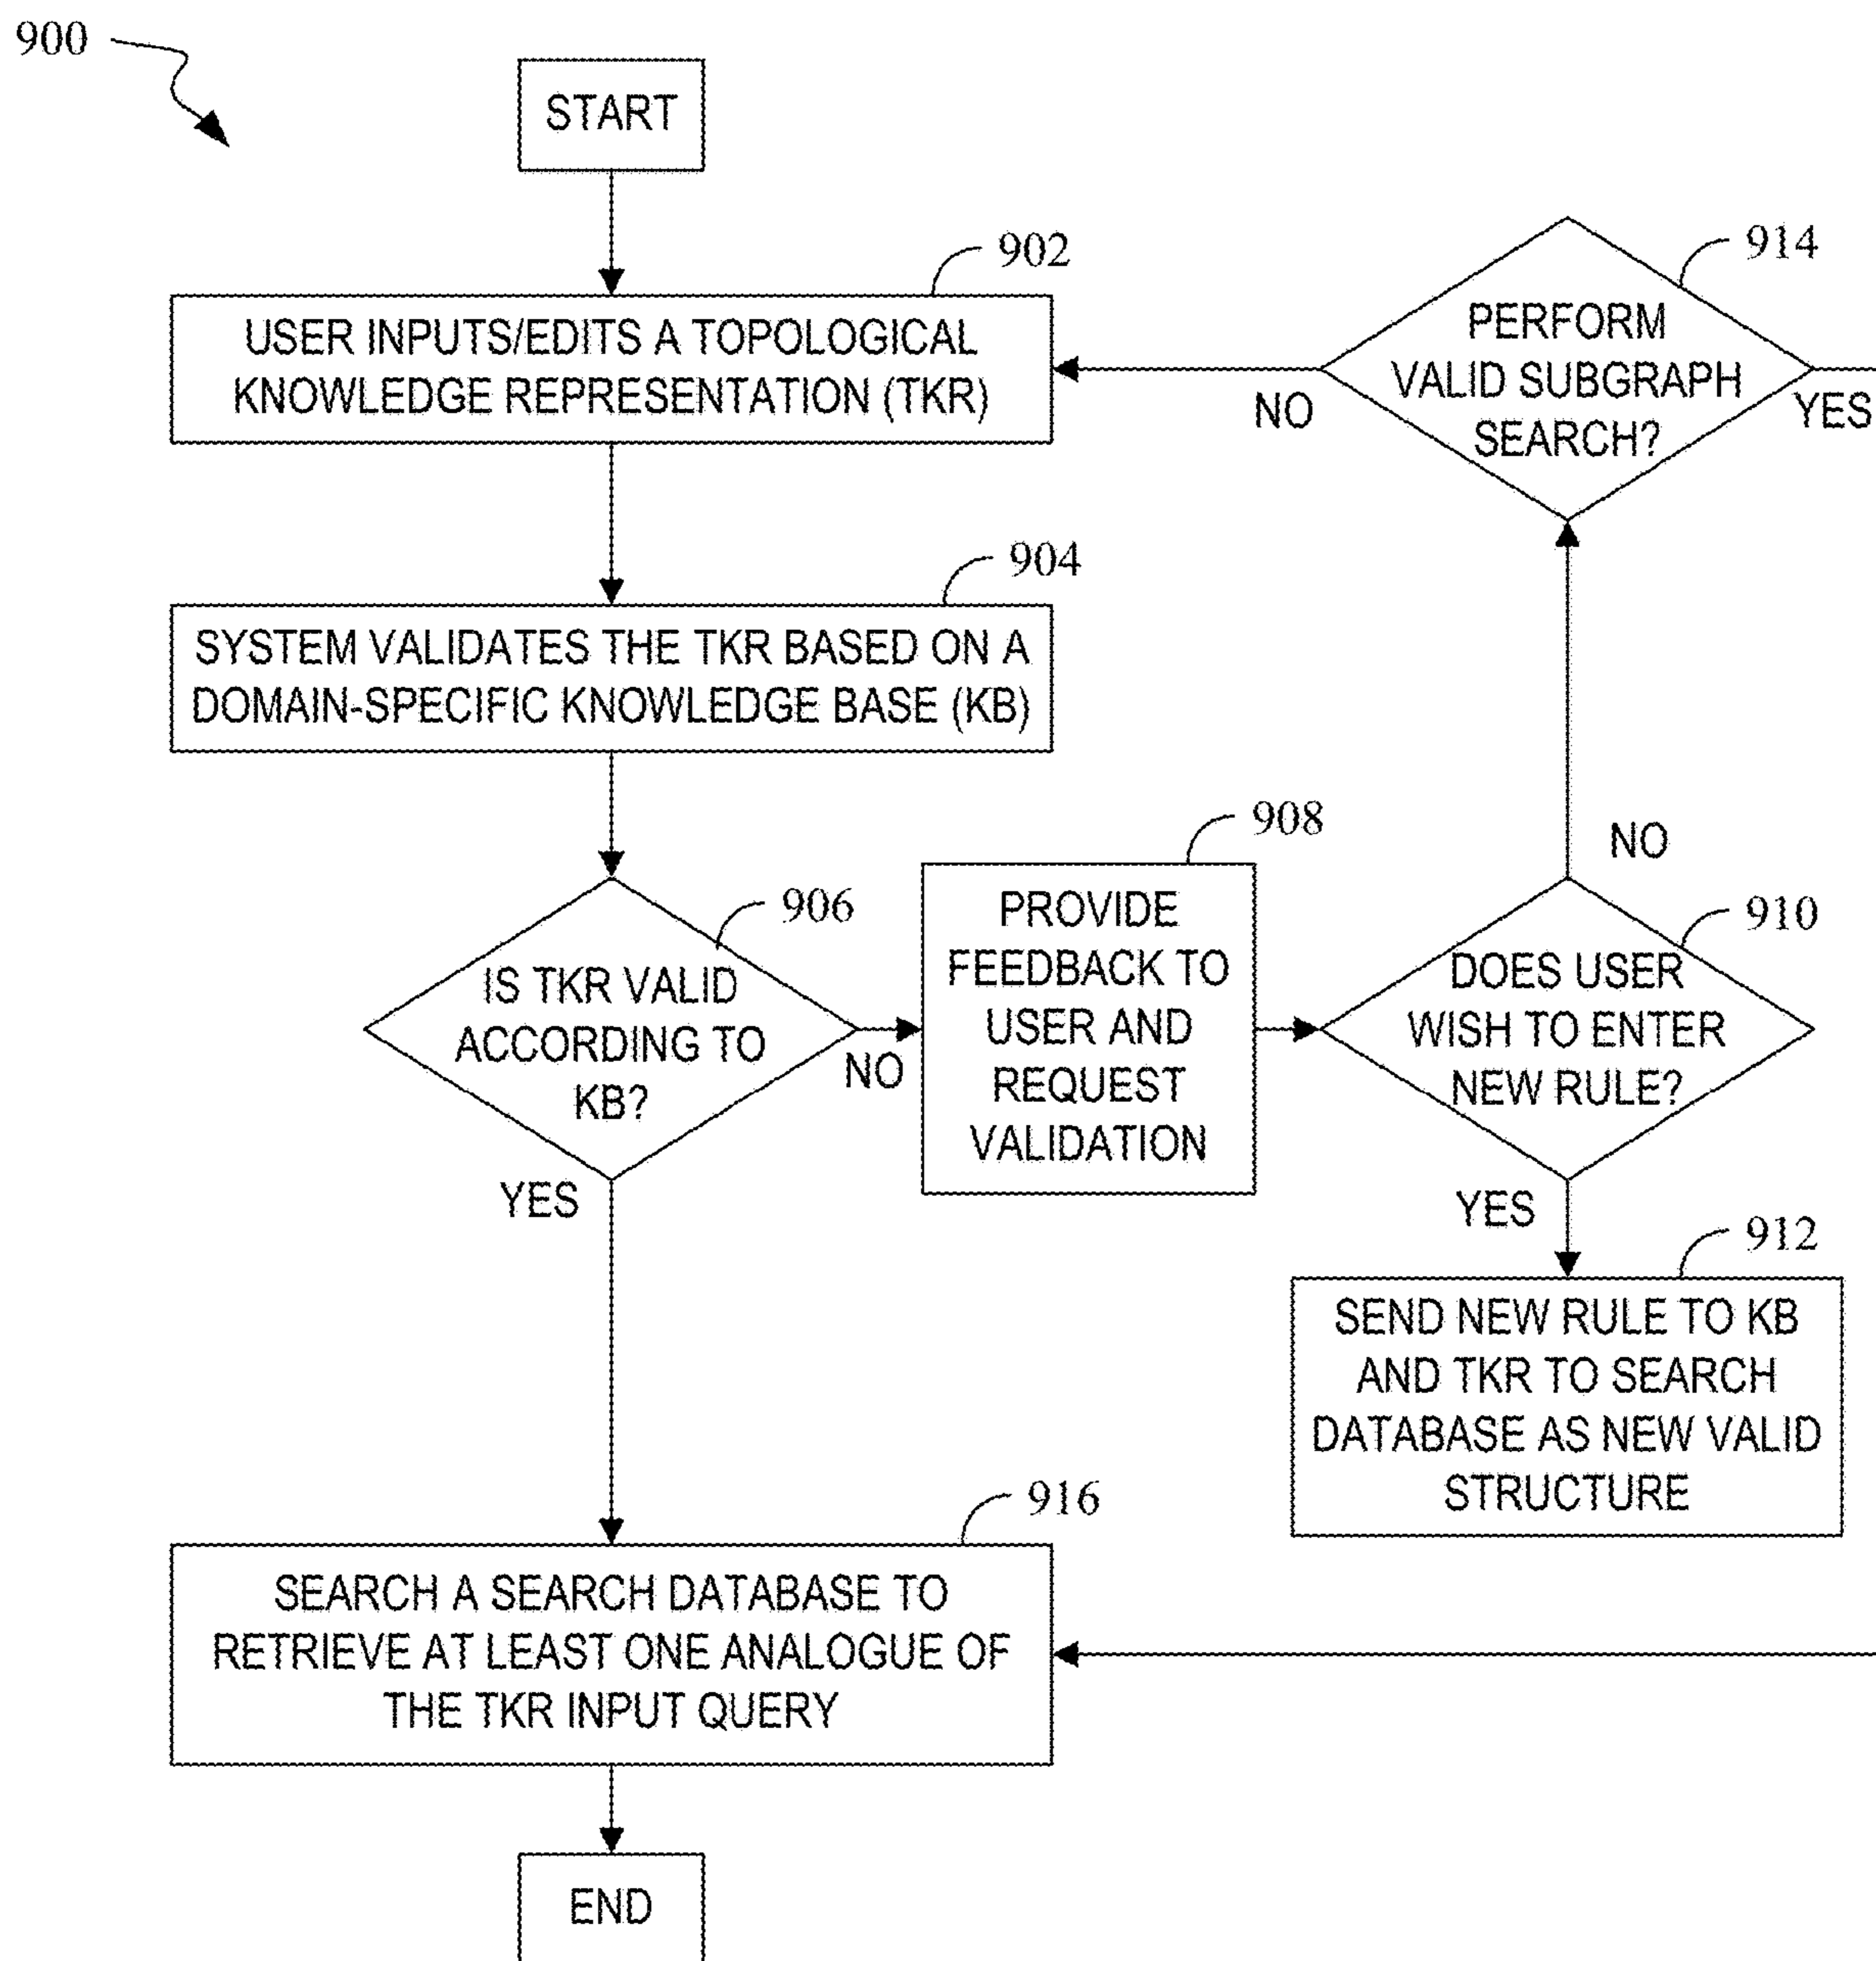 900
START
902
USER INPUTS/EDITS A TOPOLOGICAL
KNOWLEDGE REPRESENTATION (TKR)
914
PERFORM
VALID SUBGRAPH
SEARCH?
NO
YES
904
SYSTEM VALIDATES THE TKR BASED ON A
DOMAIN-SPECIFIC KNOWLEDGE BASE (KB)
906
IS TKR VALID
ACCORDING TO
KB?
NO
YES
908
PROVIDE
FEEDBACK TO
USER AND
REQUEST
VALIDATION
NO
910
DOES USER
WISH TO ENTER
NEW RULE?
YES
912
SEND NEW RULE TO KB
AND TKR TO SEARCH
DATABASE AS NEW VALID
STRUCTURE
916
SEARCH A SEARCH DATABASE TO
RETRIEVE AT LEAST ONE ANALOGUE OF
THE TKR INPUT QUERY
END